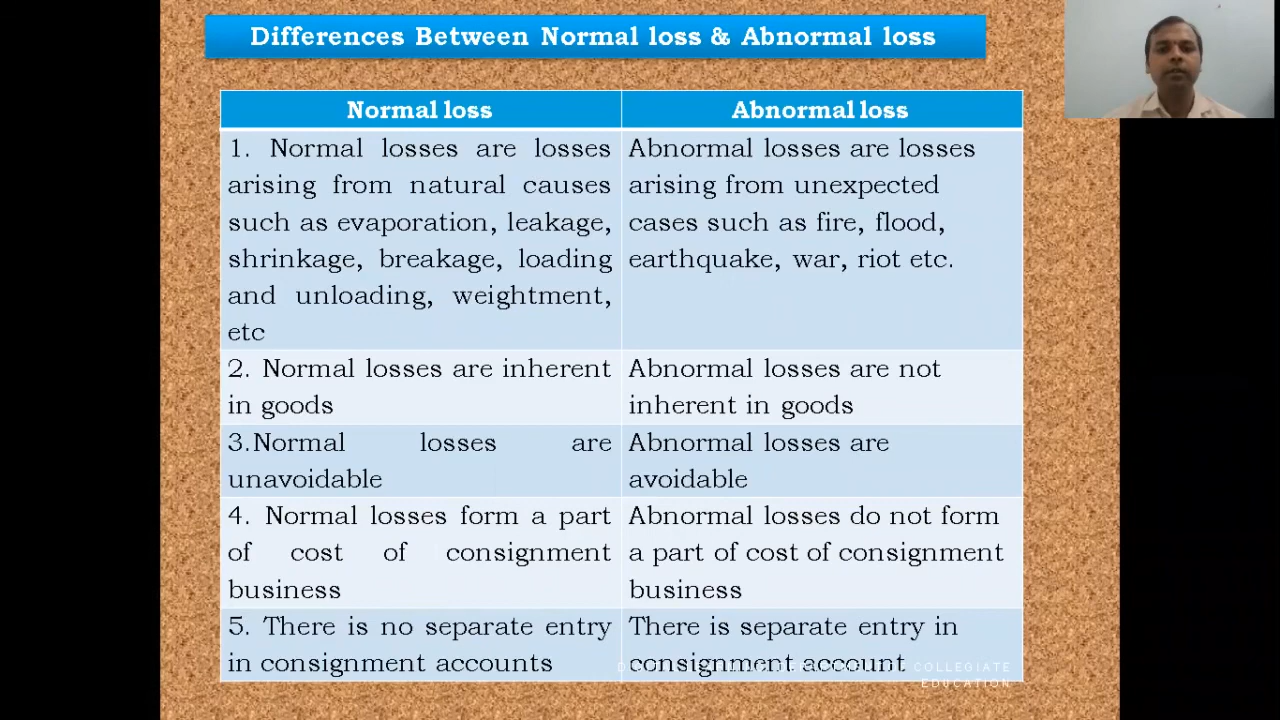 Differences Between Normal loss & Abnormal loss
Normal loss
Abnormal loss
1. Normal losses are losses
arising from natural causes
such as evaporation, leakage,
shrinkage, breakage, loading
and unloading, weightment,
etc
Abnormal losses are losses
arising from unexpected
cases such as fire, flood,
earthquake, war, riot etc.
2. Normal losses are inherent
in goods
Abnormal losses are not
inherent in goods
3.Normal losses are
unavoidable
Abnormal losses are
avoidable
4. Normal losses form a part
of cost of consignment
business
Abnormal losses do not form
a part of cost of consignment
business
5. There is no separate entry
in consignment accounts
There is separate entry in
consignment account
COLLEGIATE
EDUCATION